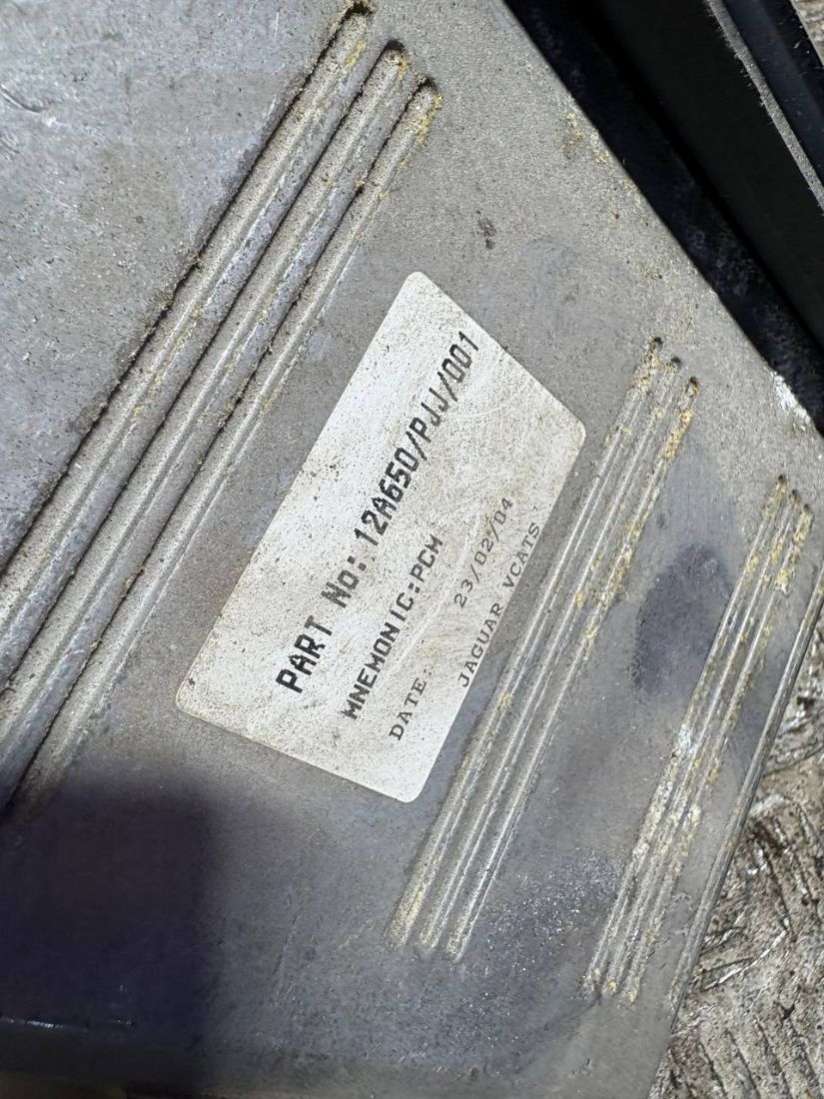 PART No: 12A650/PJJ/001
MNEMONIC:PCM
DATE: 23/02/04
JAGUAR VCATS